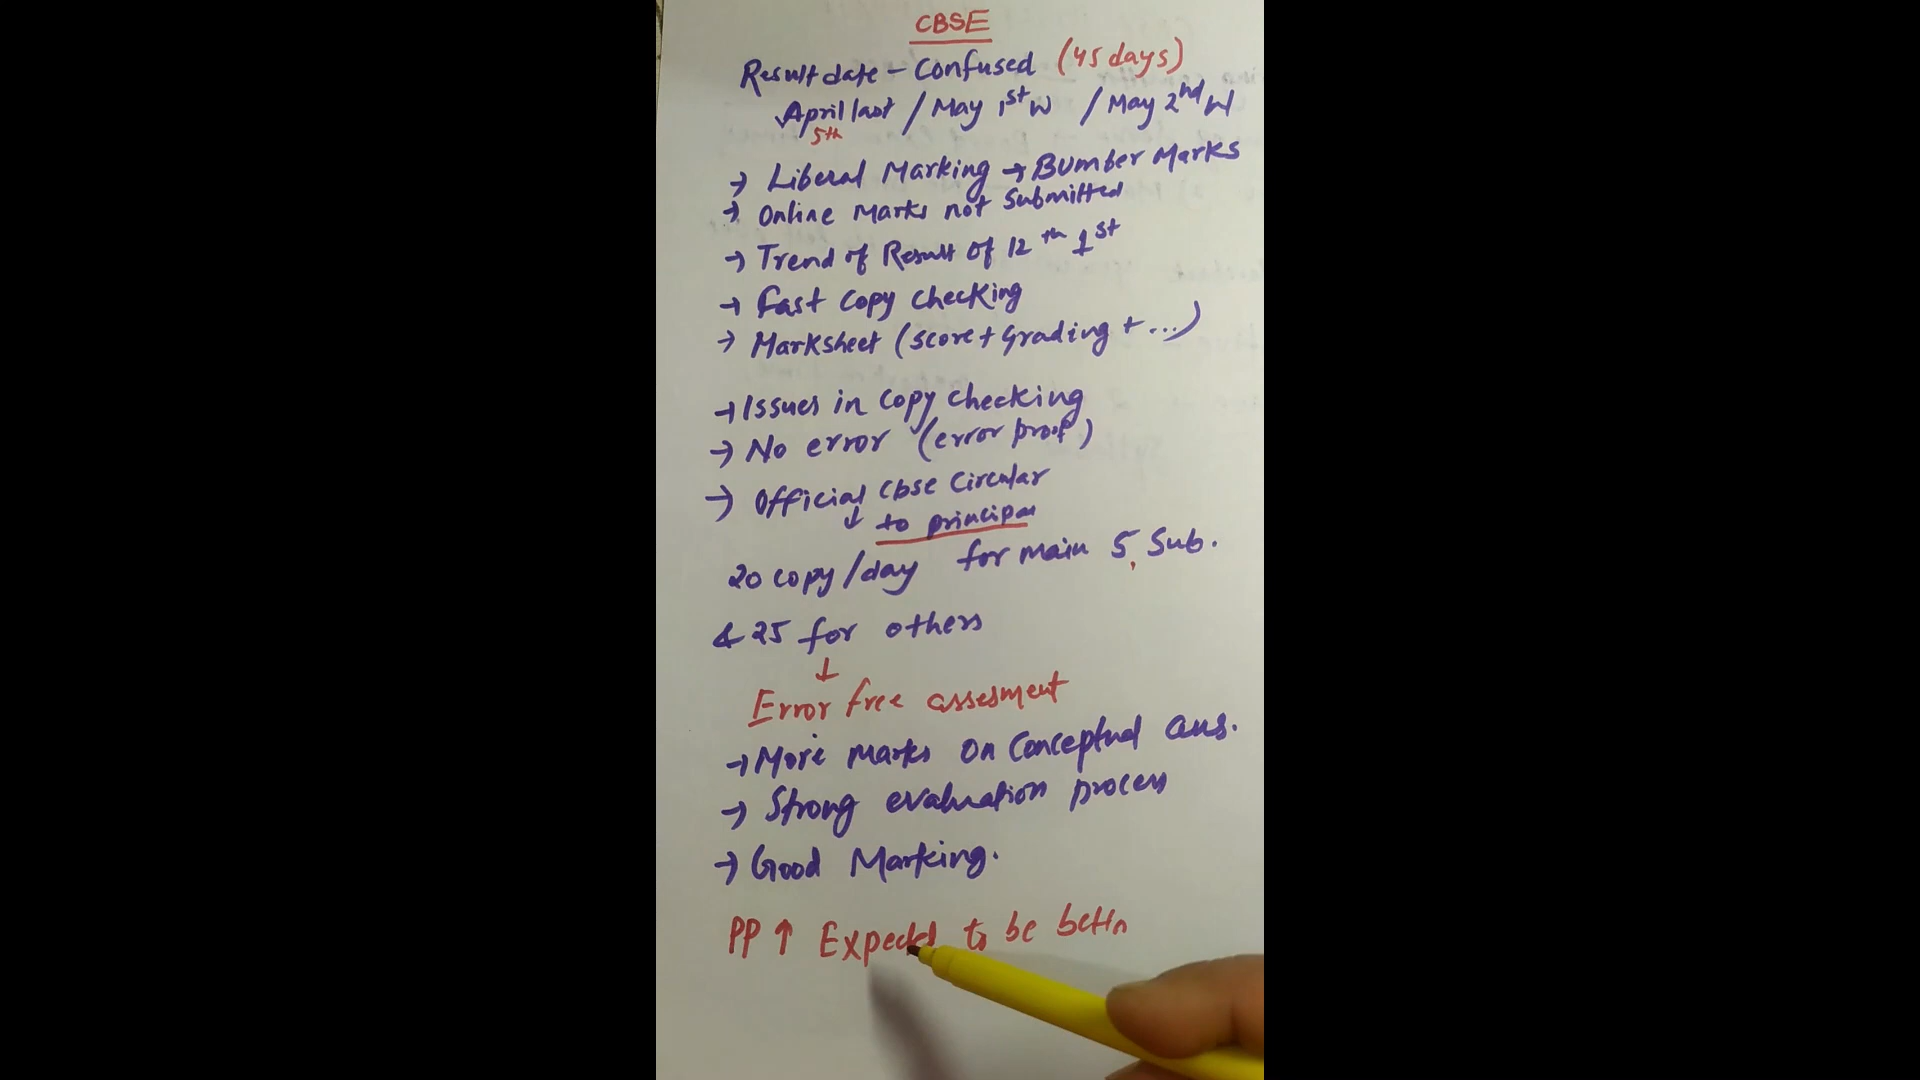 CBSE
Result date - Confused (45 days)
April last / May 1st W / May 2nd W
5th
→ Liberal Marking → Bumber Marks
→ Online Marks not Submitted
→ Trend of Result of 12th 1st
→ Fast Copy Checking
→ Marksheet (Score + Grading + ...)
→ Issues in Copy Checking
→ No error (error proof)
→ Official Cbse Circular
↓ to principal
20 copy/day for main 5 Sub.
& 25 for others
↓
Error free assesment
→ More marks on Conceptual ans.
→ Strong evaluation process
→ Good Marking.
PP ↑ Expected to be